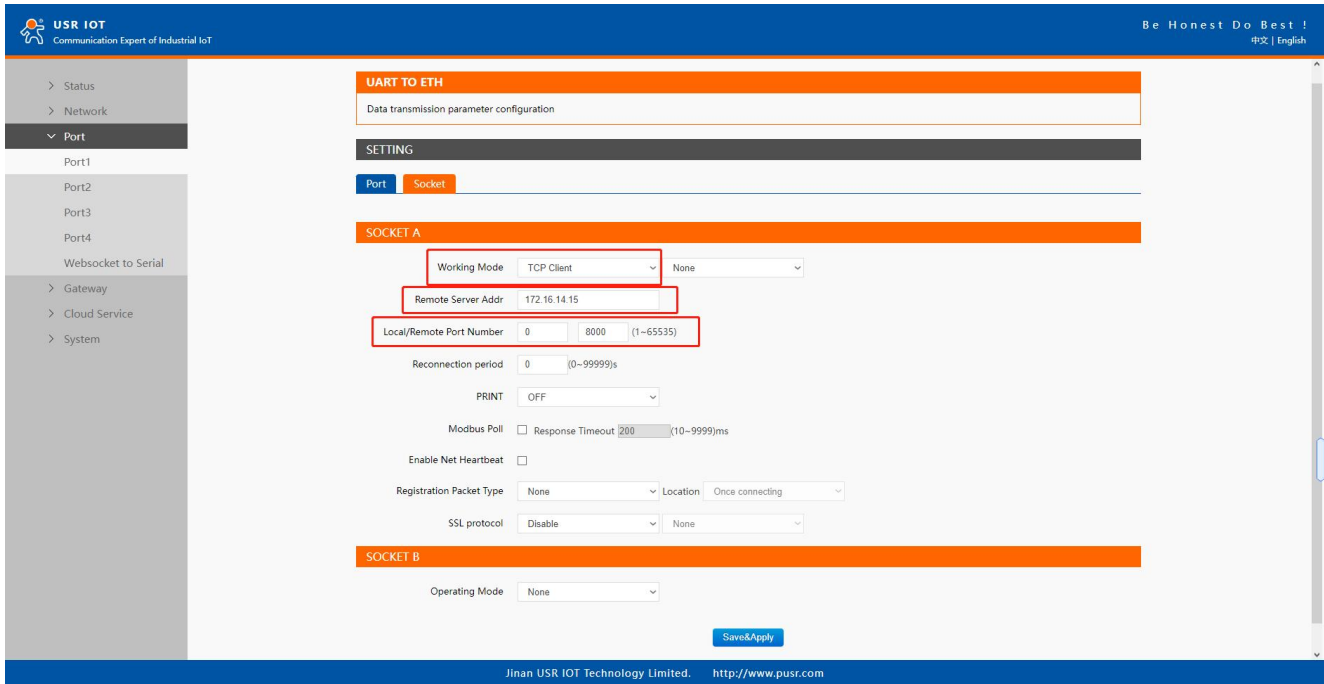 USR IOT
Communication Expert of Industrial IoT
Be Honest Do Best !
中文 | English
Status
Network
Port
Port1
Port2
Port3
Port4
Websocket to Serial
Gateway
Cloud Service
System
UART TO ETH
Data transmission parameter configuration
SETTING
Port Socket
SOCKET A
Working Mode TCP Client None
Remote Server Addr 172.16.14.15
Local/Remote Port Number 0 8000 (1~65535)
Reconnection period 0 (0~99999)s
PRINT OFF
Modbus Poll Response Timeout 200 (10~9999)ms
Enable Net Heartbeat
Registration Packet Type None Location Once connecting
SSL protocol Disable None
SOCKET B
Operating Mode None
Save&Apply
Jinan USR IOT Technology Limited. http://www.pusr.com